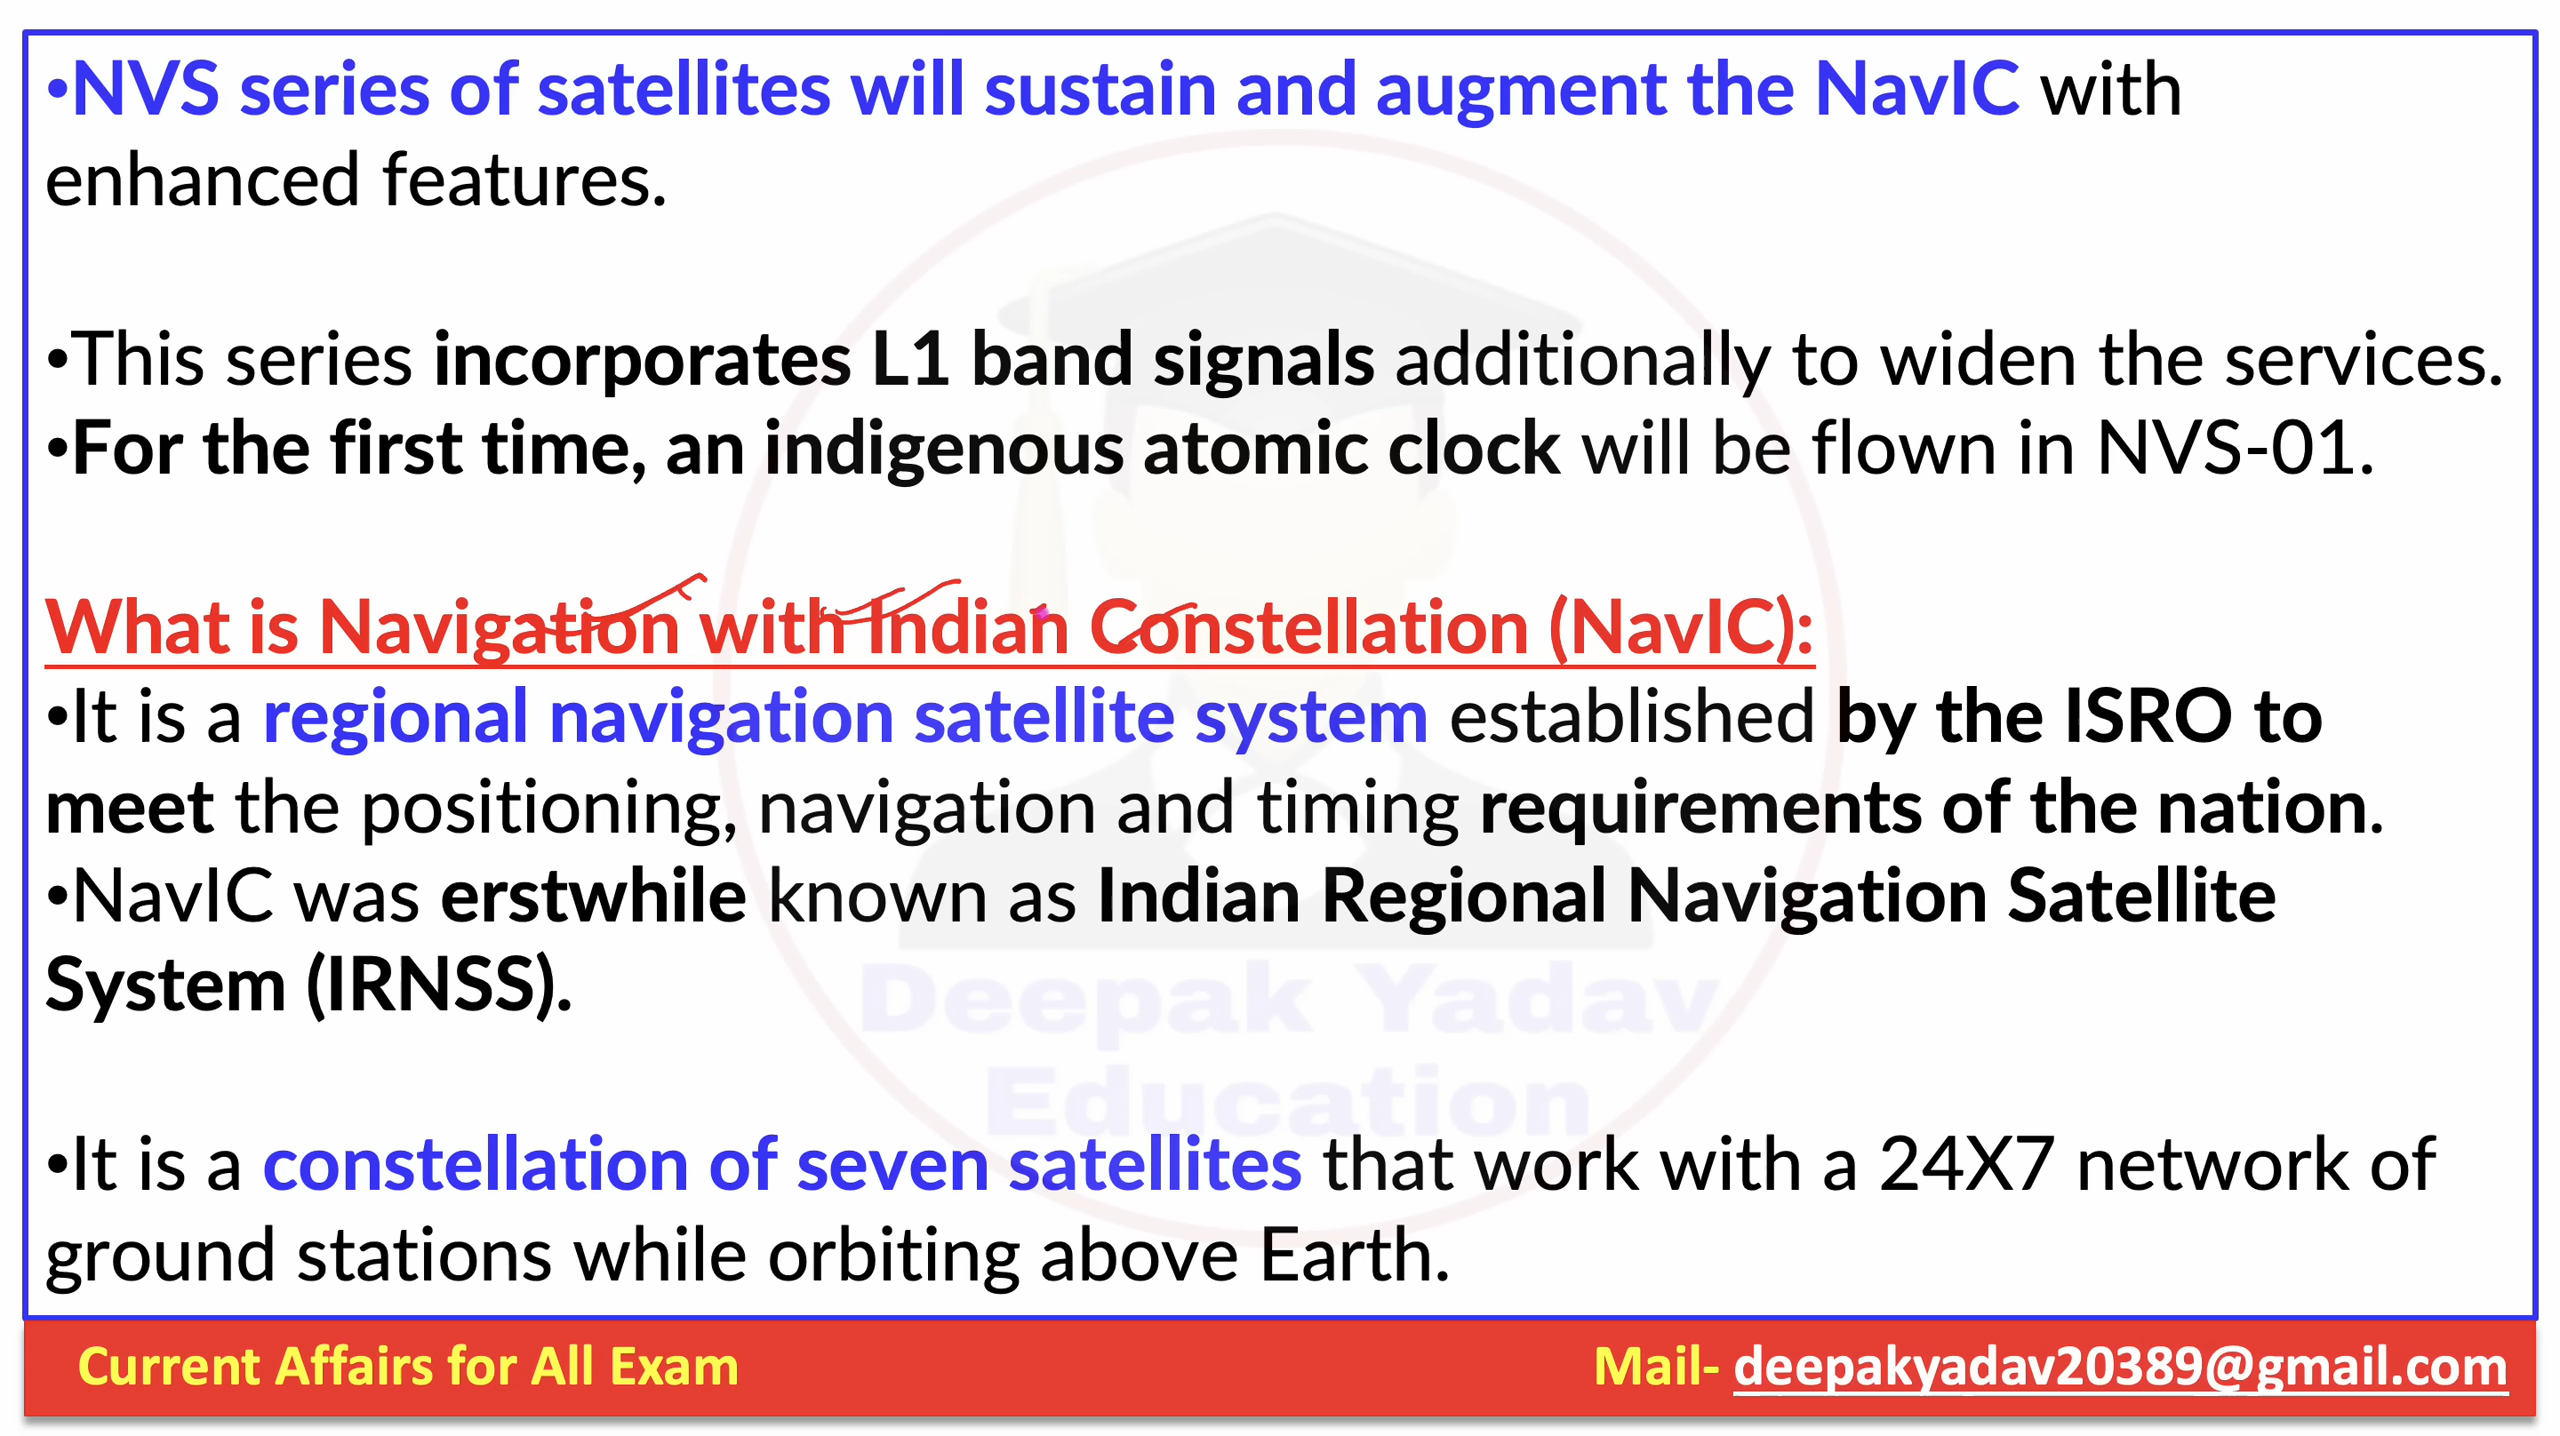 •NVS series of satellites will sustain and augment the NavIC with
enhanced features.
•This series incorporates L1 band signals additionally to widen the services.
•For the first time, an indigenous atomic clock will be flown in NVS-01.
What is Navigation with Indian Constellation (NavIC):
•It is a regional navigation satellite system established by the ISRO to
meet the positioning, navigation and timing requirements of the nation.
•NavIC was erstwhile known as Indian Regional Navigation Satellite
System (IRNSS).
Deepak Yadav
Education
•It is a constellation of seven satellites that work with a 24X7 network of
ground stations while orbiting above Earth.
Current Affairs for All Exam
Mail- deepakyadav20389@gmail.com